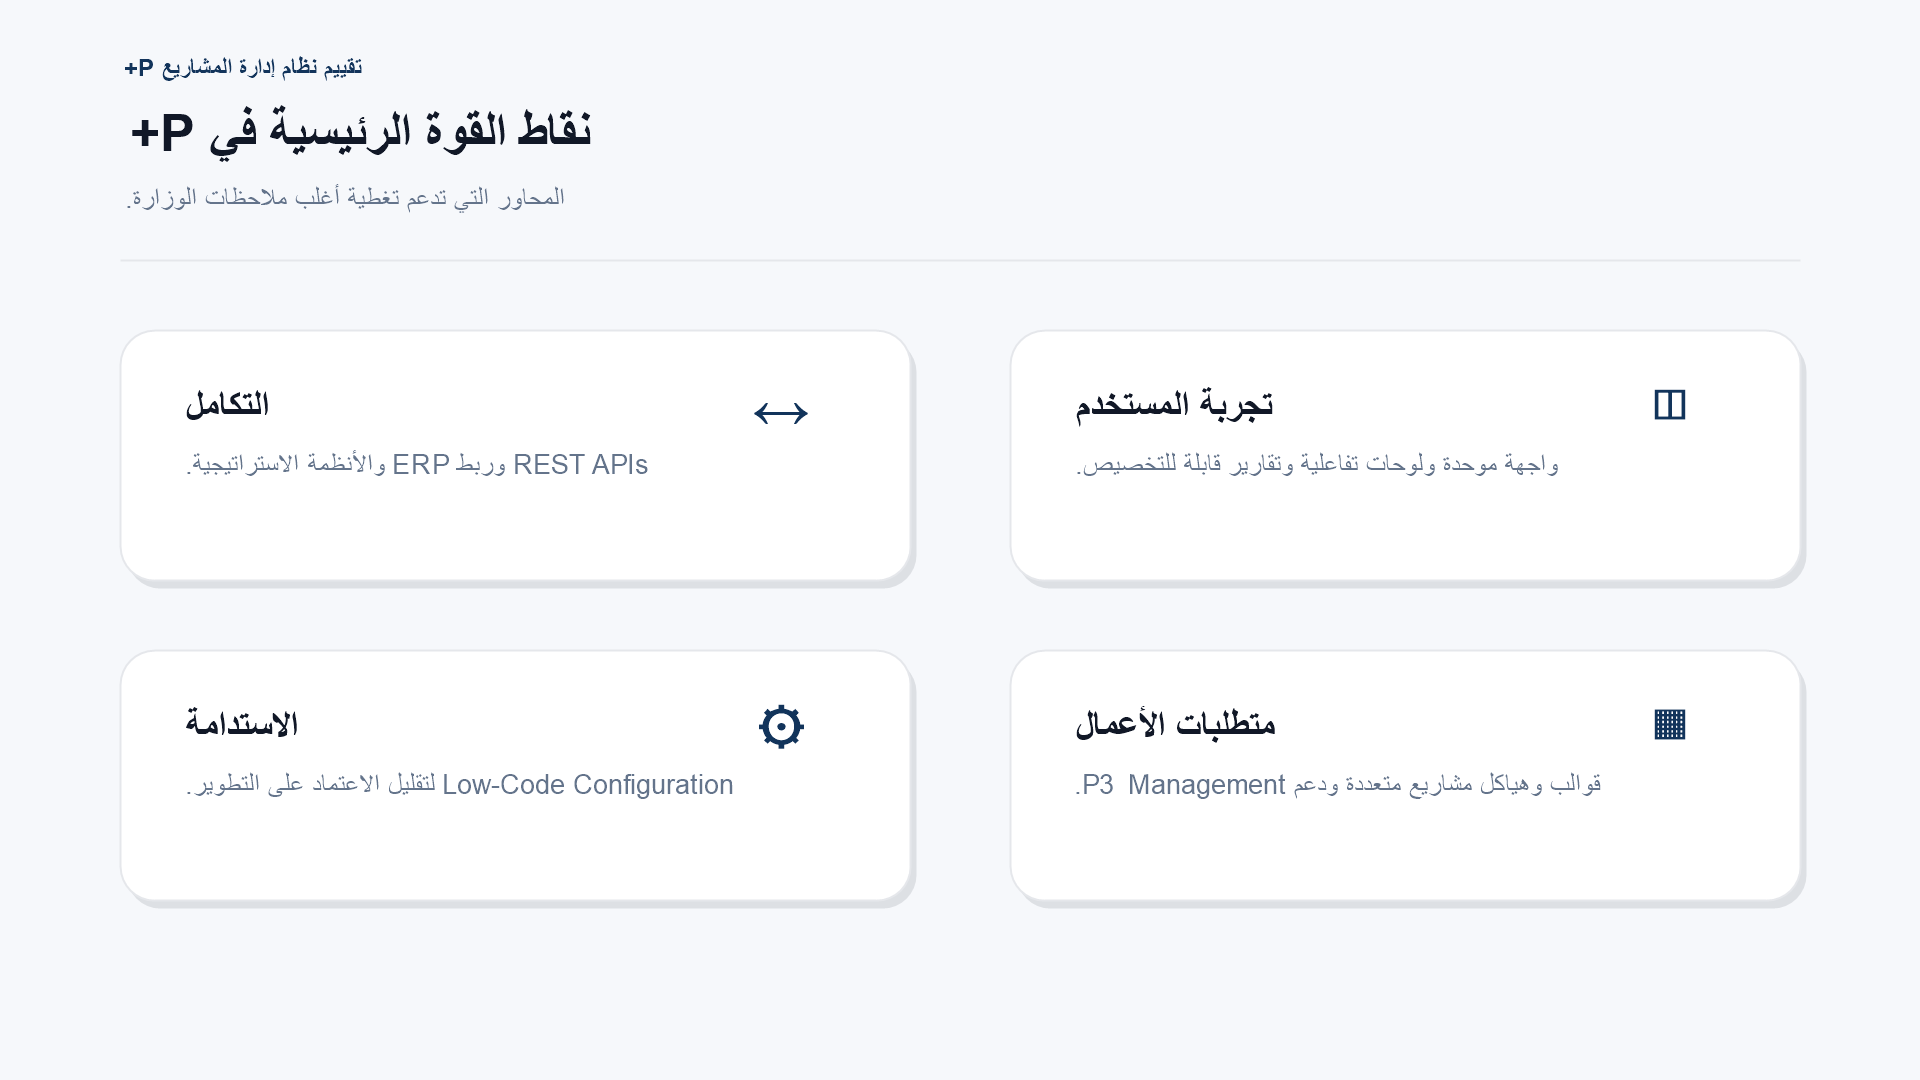 تقييم نظام إدارة المشاريع P+
نقاط القوة الرئيسية في P+
المحاور التي تدعم تغطية أغلب ملاحظات الوزارة.
تجربة المستخدم
واجهة موحدة ولوحات تفاعلية وتقارير قابلة للتخصيص.
التكامل
REST APIs وربط ERP والأنظمة الاستراتيجية.
متطلبات الأعمال
قوالب وهياكل مشاريع متعددة ودعم P3  Management.
الاستدامة
Low-Code Configuration لتقليل الاعتماد على التطوير.